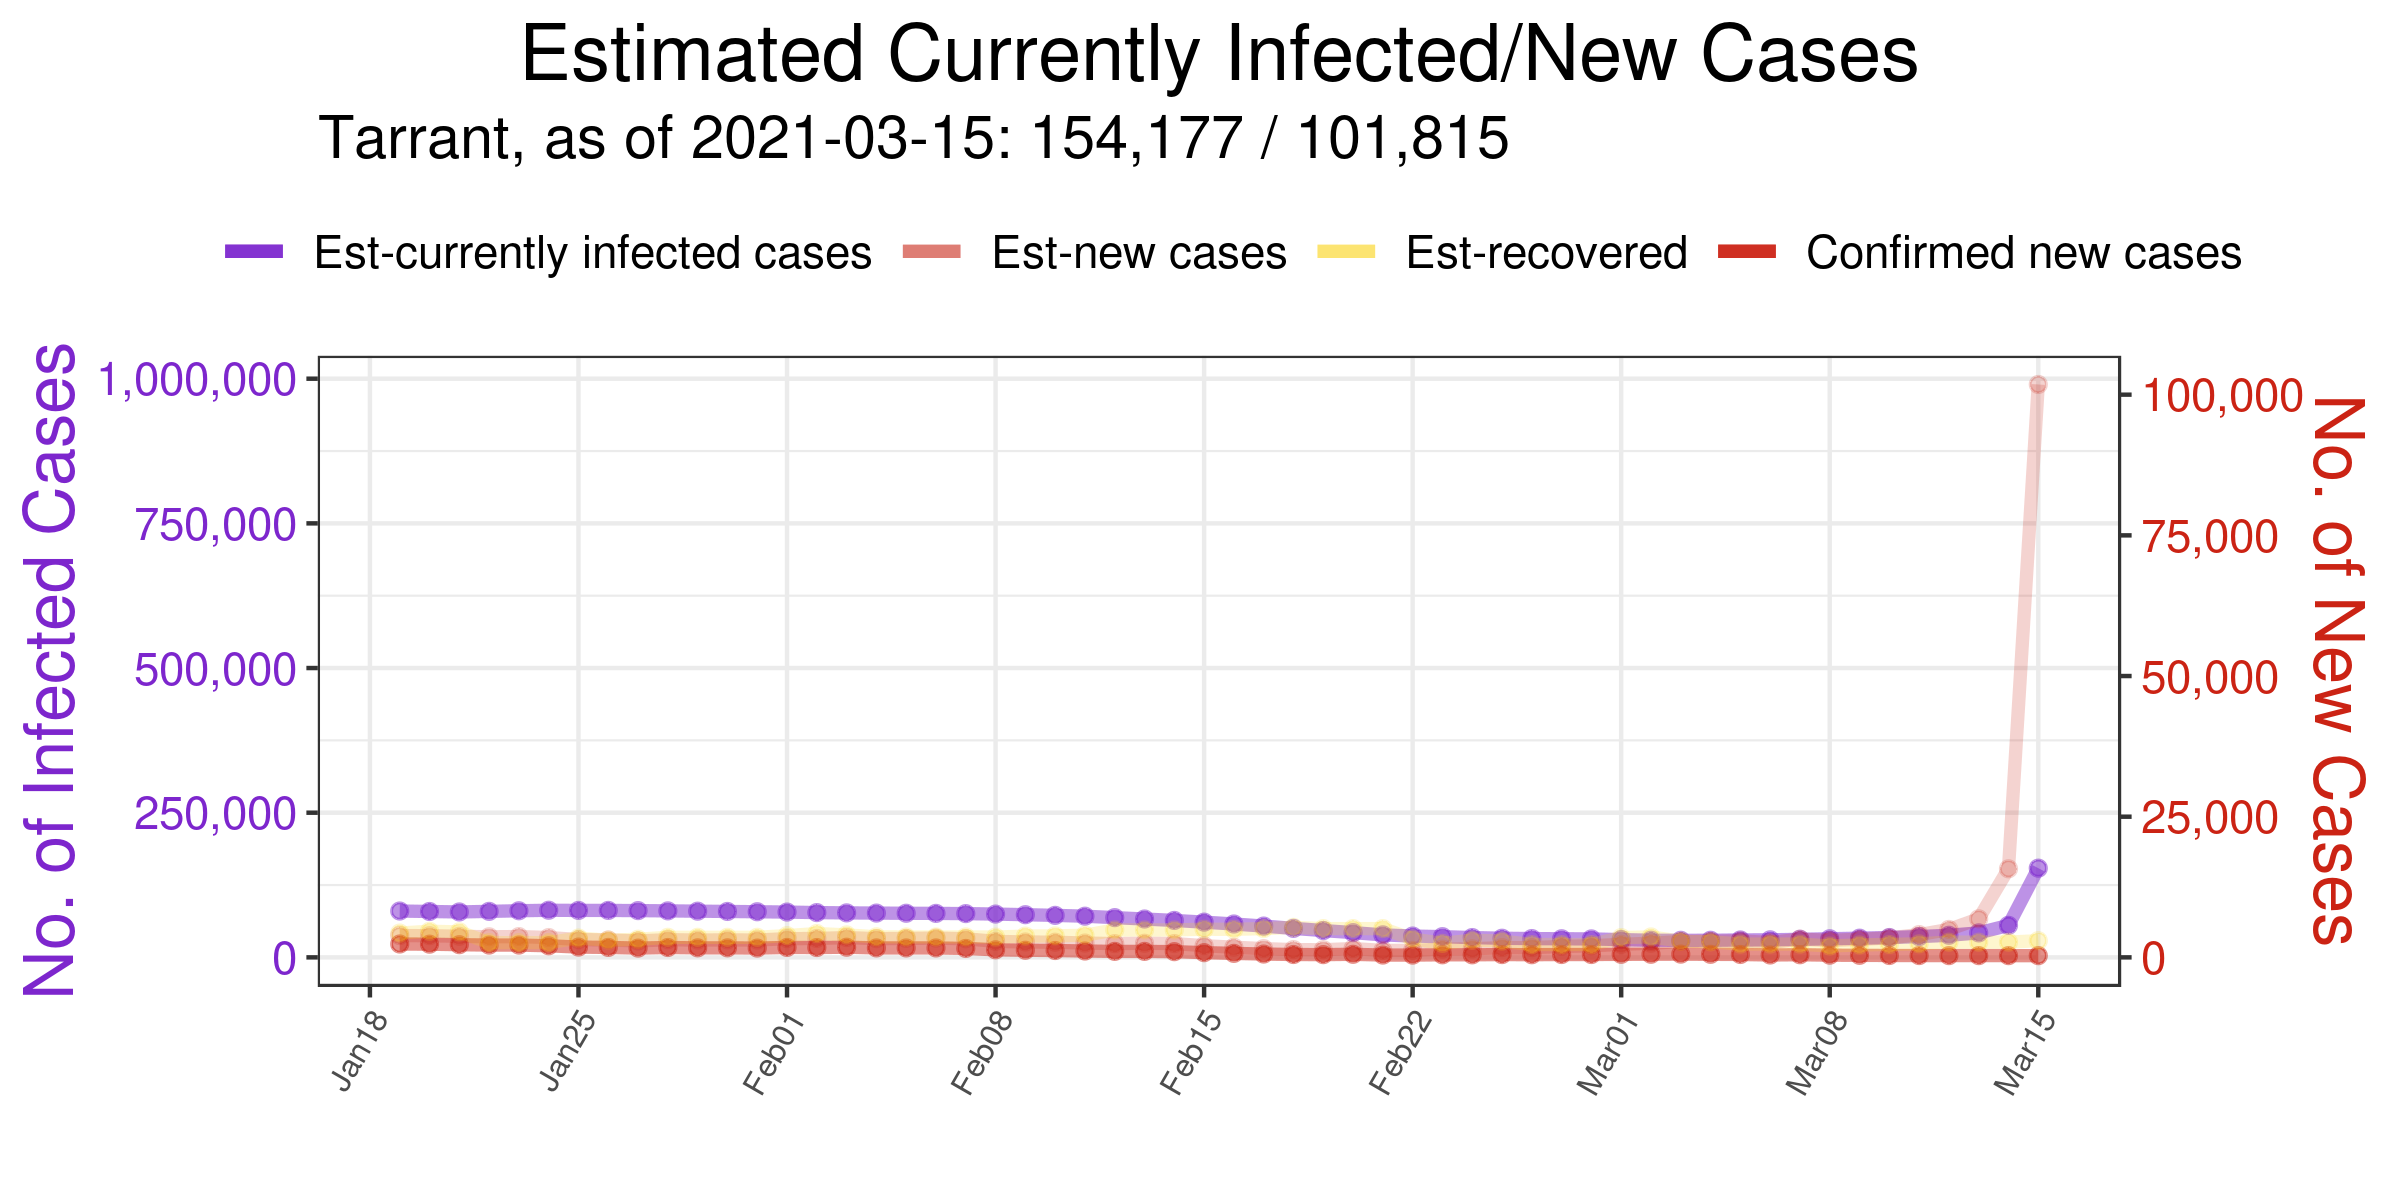 Estimated Currently Infected/New Cases
Tarrant, as of 2021-03-15: 154,177 / 101,815
Est-currently infected cases Est-new cases Est-recovered Confirmed new cases
No. of Infected Cases
1,000,000
750,000
500,000
250,000
0
100,000
75,000
50,000
25,000
0
No. of New Cases
Jan18 Jan25 Feb01 Feb08 Feb15 Feb22 Mar01 Mar08 Mar15